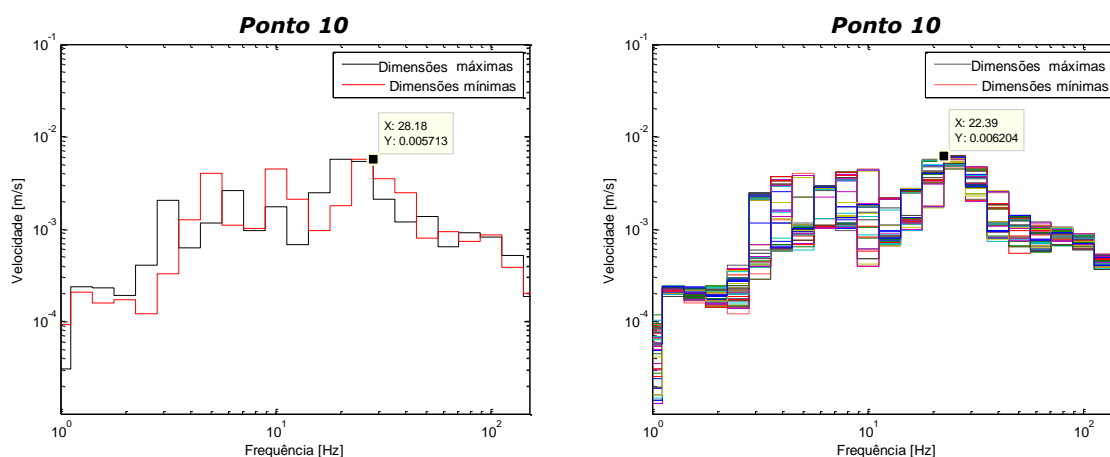 Ponto 10
10^-1
10^-2
10^-3
10^-4
Velocidade [m/s]
Dimensões máximas
Dimensões mínimas
X: 28.18
Y: 0.005713
10^0
10^1
10^2
Frequência [Hz]
Ponto 10
10^-1
10^-2
10^-3
10^-4
Velocidade [m/s]
Dimensões máximas
Dimensões mínimas
X: 22.39
Y: 0.006204
10^0
10^1
10^2
Frequência [Hz]